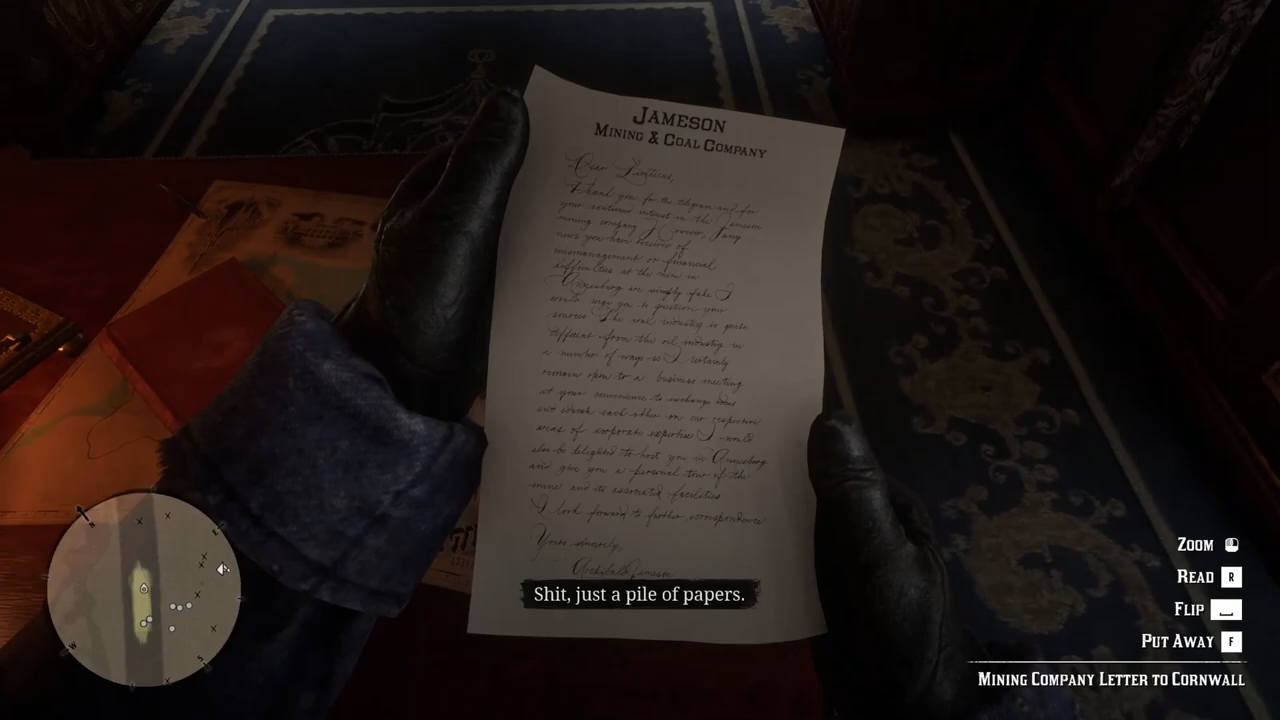 JAMESON
MINING & COAL COMPANY
Dear Leviticus,
Thank you for the telegram and for
your continued interest in the Jameson
mining company. I Cornwall, any
news you have receive of
mismanagement or financial
difficulties at the mine in
Annesburg are simply fake I
would urge you to question your
sources The coal industry is quite
different from the oil industry in
a number of ways so I certainly
remain open to a business meeting
at your convenience to exchange ideas
and educate each other on our respective
areas of corporate expertise I would
also be delighted to host you in Annesburg
and give you a personal tour of the
mine and its associated facilities
I look forward to further correspondence
Yours sincerely,
Archibald Jameson
Shit, just a pile of papers.
ZOOM
READ R
FLIP
PUT AWAY F
MINING COMPANY LETTER TO CORNWALL